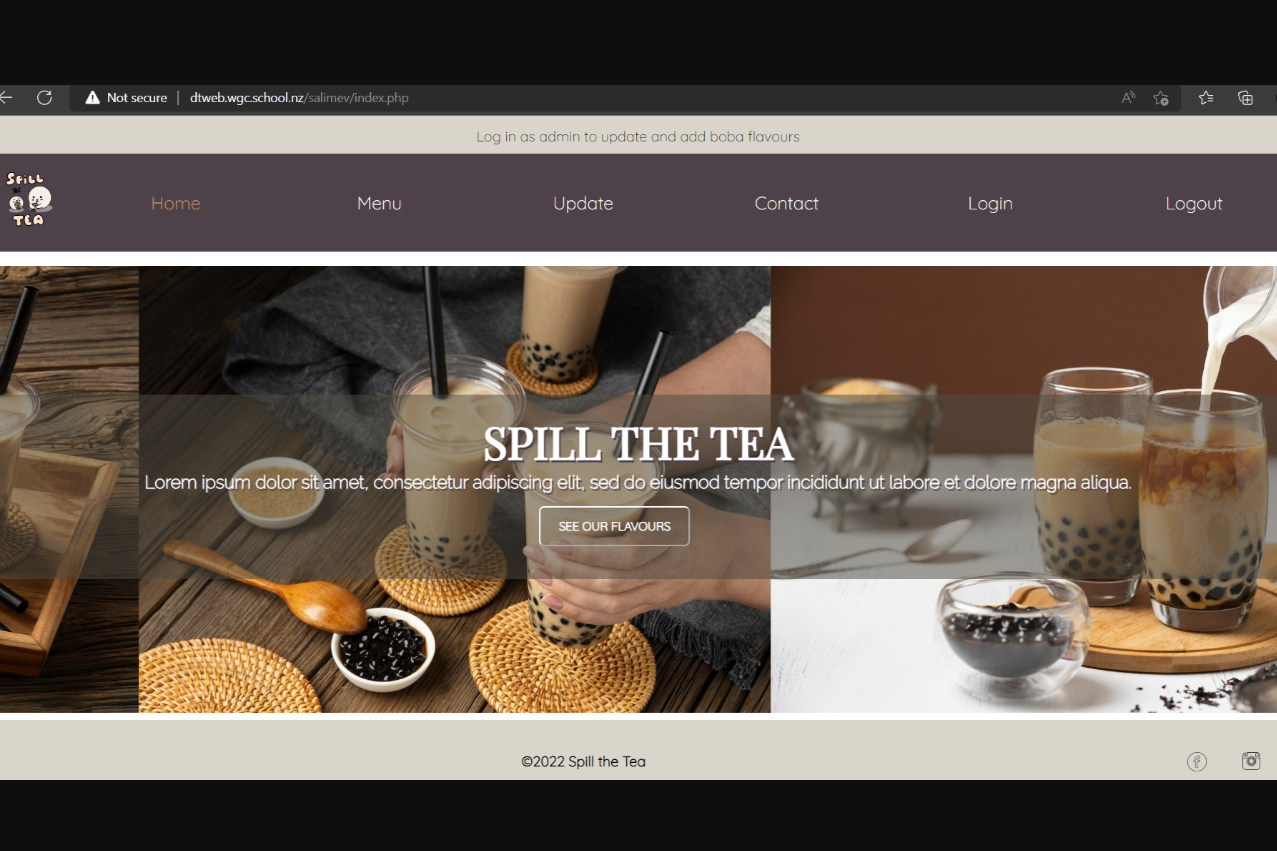 Not secure | dtweb.wgc.school.nz/salimev/index.php
Log in as admin to update and add boba flavours
SPILL
THE
TEA
Home Menu Update Contact Login Logout
SPILL THE TEA
Lorem ipsum dolor sit amet, consectetur adipiscing elit, sed do eiusmod tempor incididunt ut labore et dolore magna aliqua.
SEE OUR FLAVOURS
©2022 Spill the Tea